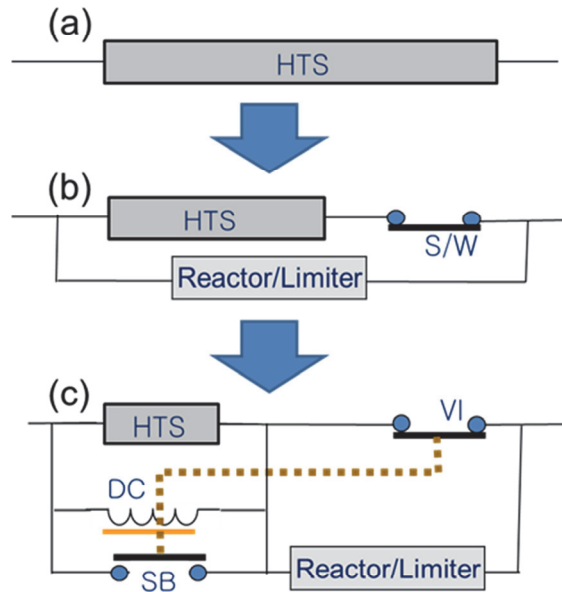 (a)
HTS
(b)
HTS
S/W
Reactor/Limiter
(c)
HTS
VI
DC
SB
Reactor/Limiter